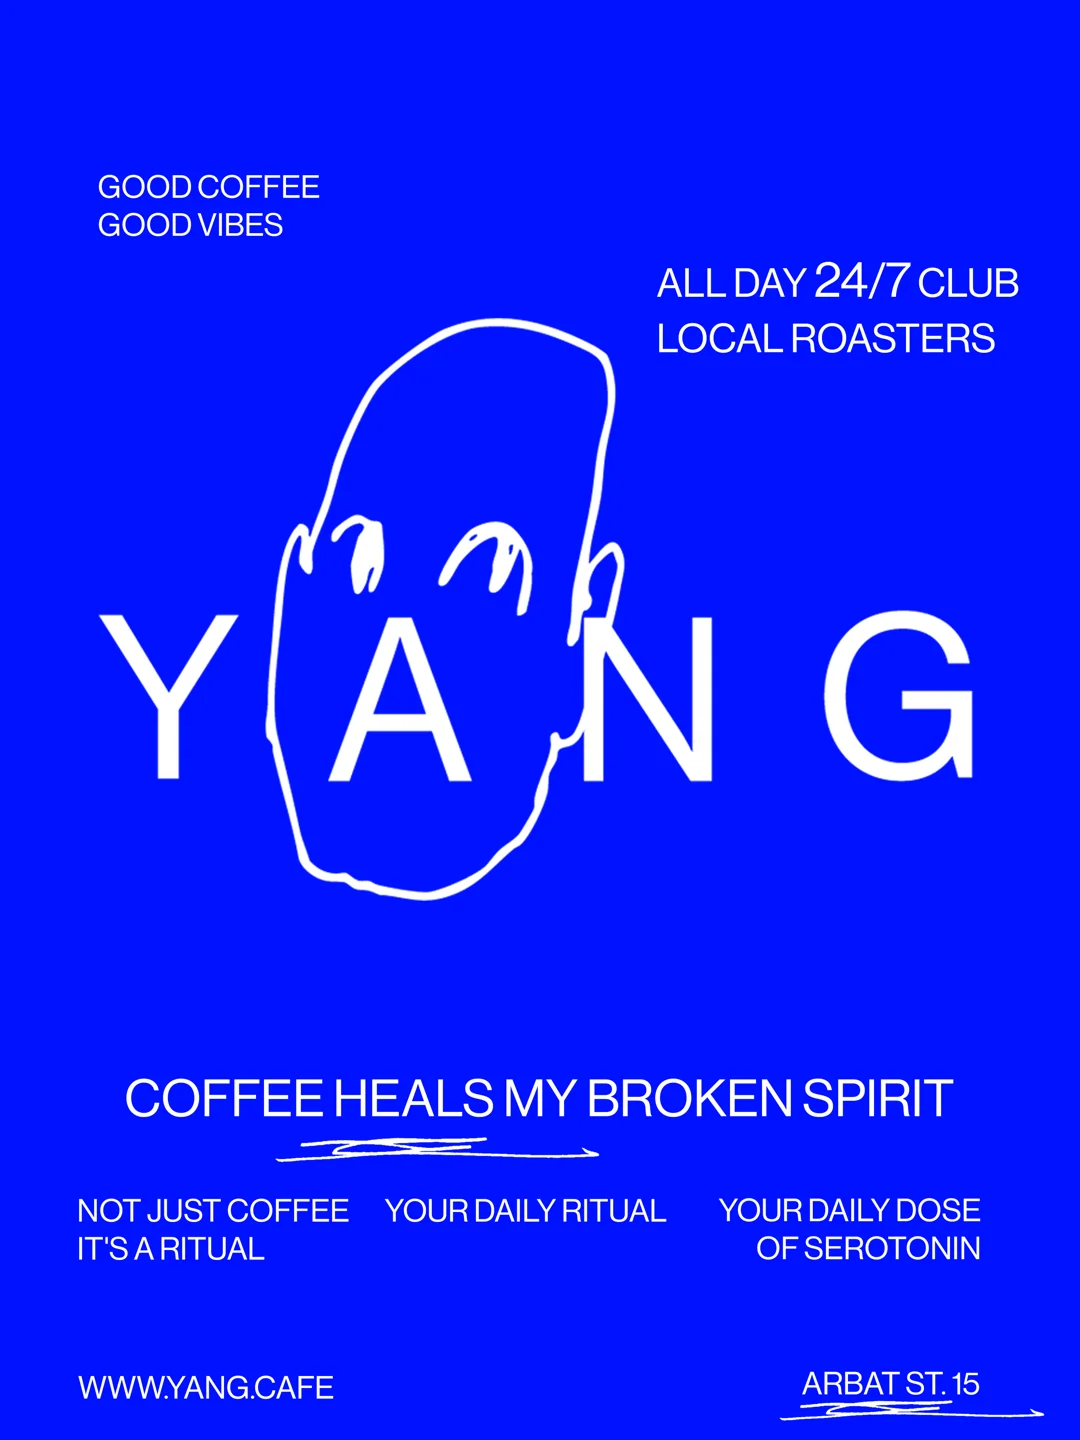 GOOD COFFEE
GOOD VIBES
ALL DAY 24/7 CLUB
LOCAL ROASTERS
YANG
COFFEE HEALS MY BROKEN SPIRIT
NOT JUST COFFEE
IT'S A RITUAL
YOUR DAILY RITUAL
YOUR DAILY DOSE
OF SEROTONIN
WWW.YANG.CAFE
ARBAT ST. 15